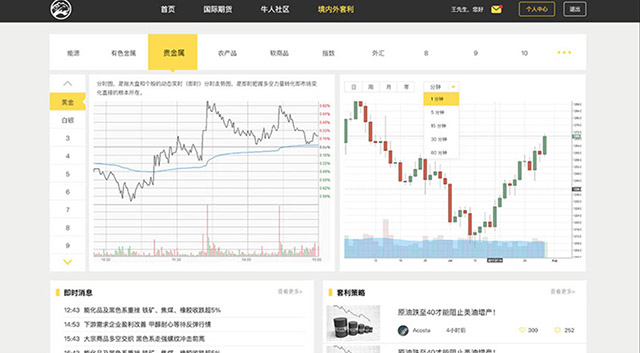 首页 国际期货 牛人社区 境内外套利 王先生，您好 个人中心 退出
能源 有色金属 贵金属 农产品 软商品 指数 外汇 8 9 10
黄金
白银
3
4
5
6
7
8
9
分时图，是指大盘和个股的动态实时（即时）分时走势图，是即时把握多空力量转化即市场变
化直接的根本所在。
日 周 月 季 年 分钟
1 分钟
5 分钟
15 分钟
30 分钟
60 分钟
即时消息 查看更多>
12:43 能化品及黑色系重挫 铁矿、焦煤、橡胶收跌超5%
14:53 下游需求企业盈利改善 甲醇耐心等待反弹行情
16:43 大宗商品多空交织 黑色系走强螺纹冲击前高
套利策略 查看更多>
原油跌至40才能阻止美油增产！
Acosta 4小时前 300 252
原油跌至40才能阻止美油增产！